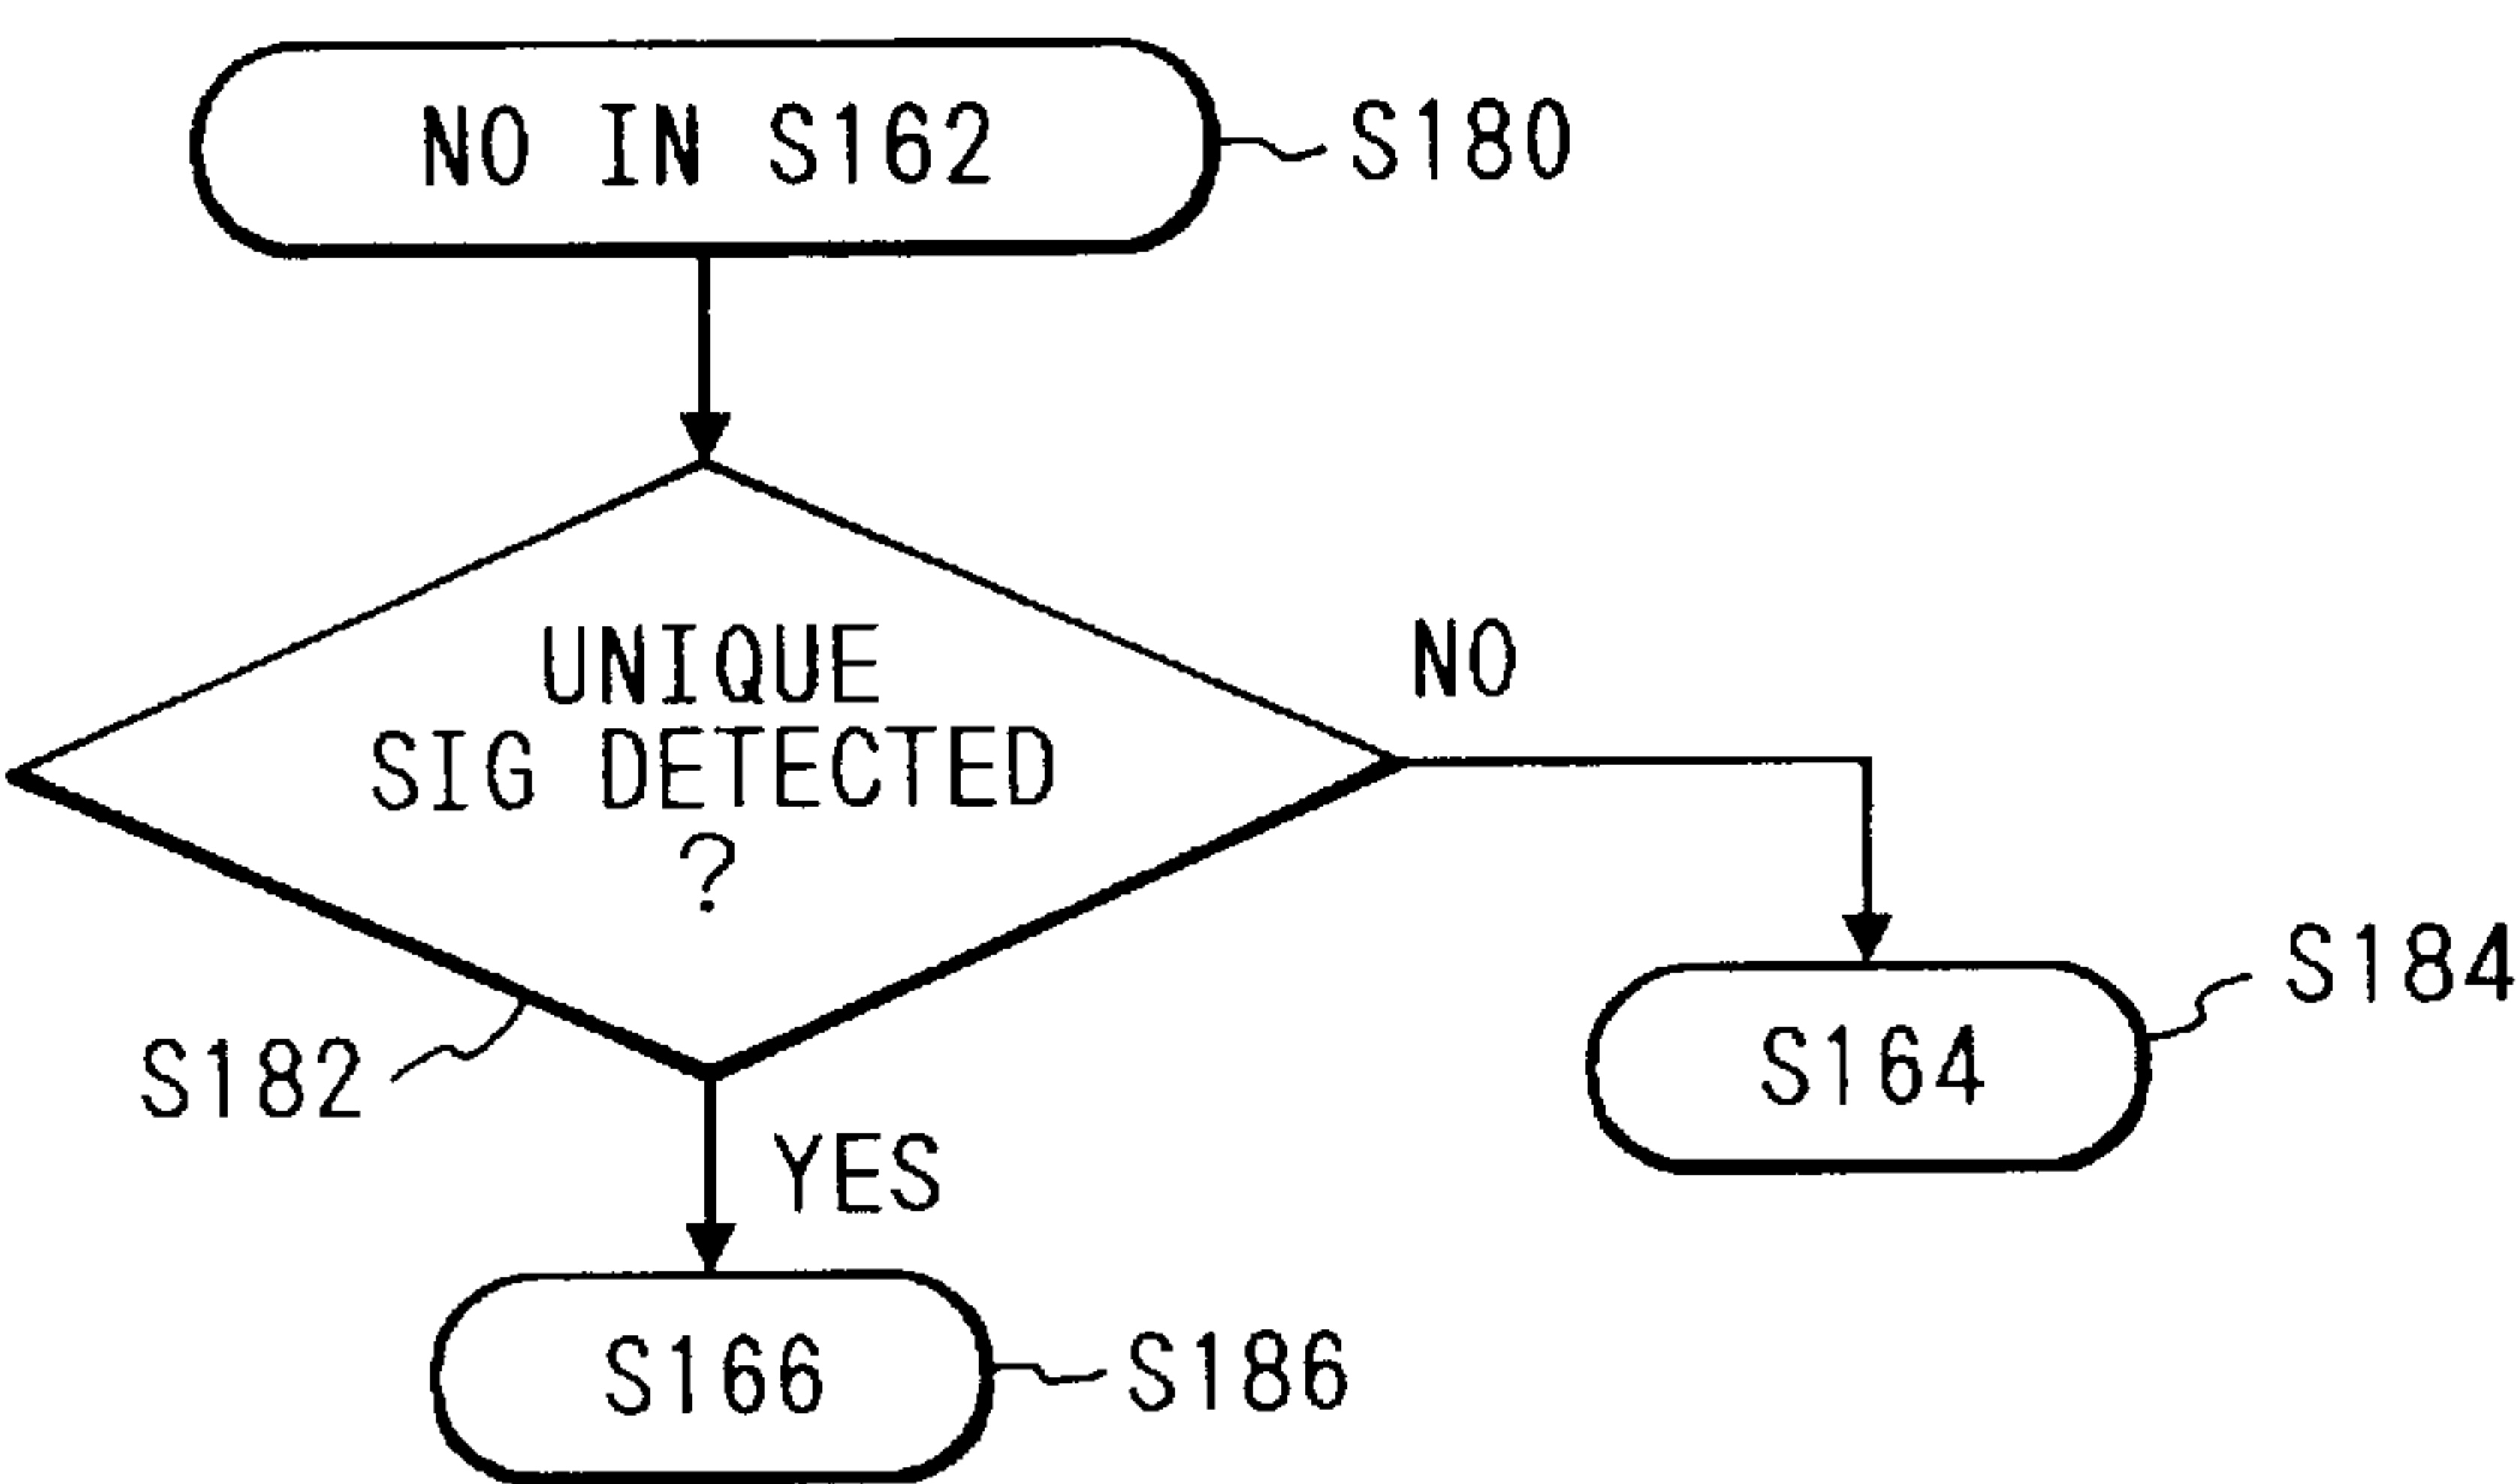 NO IN S162
S180
UNIQUE
SIG DETECTED
?
NO
S182
YES
S164
S184
S166
S186